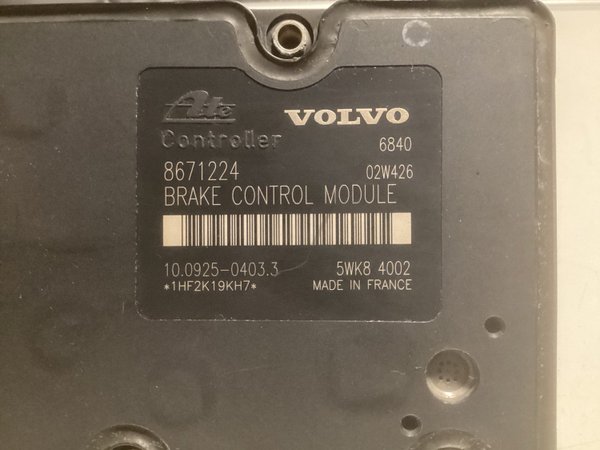 Ate VOLVO
Controller 6840
8671224 02W426
BRAKE CONTROL MODULE
10.0925-0403.3 5WK8 4002
*1HF2K19KH7* MADE IN FRANCE